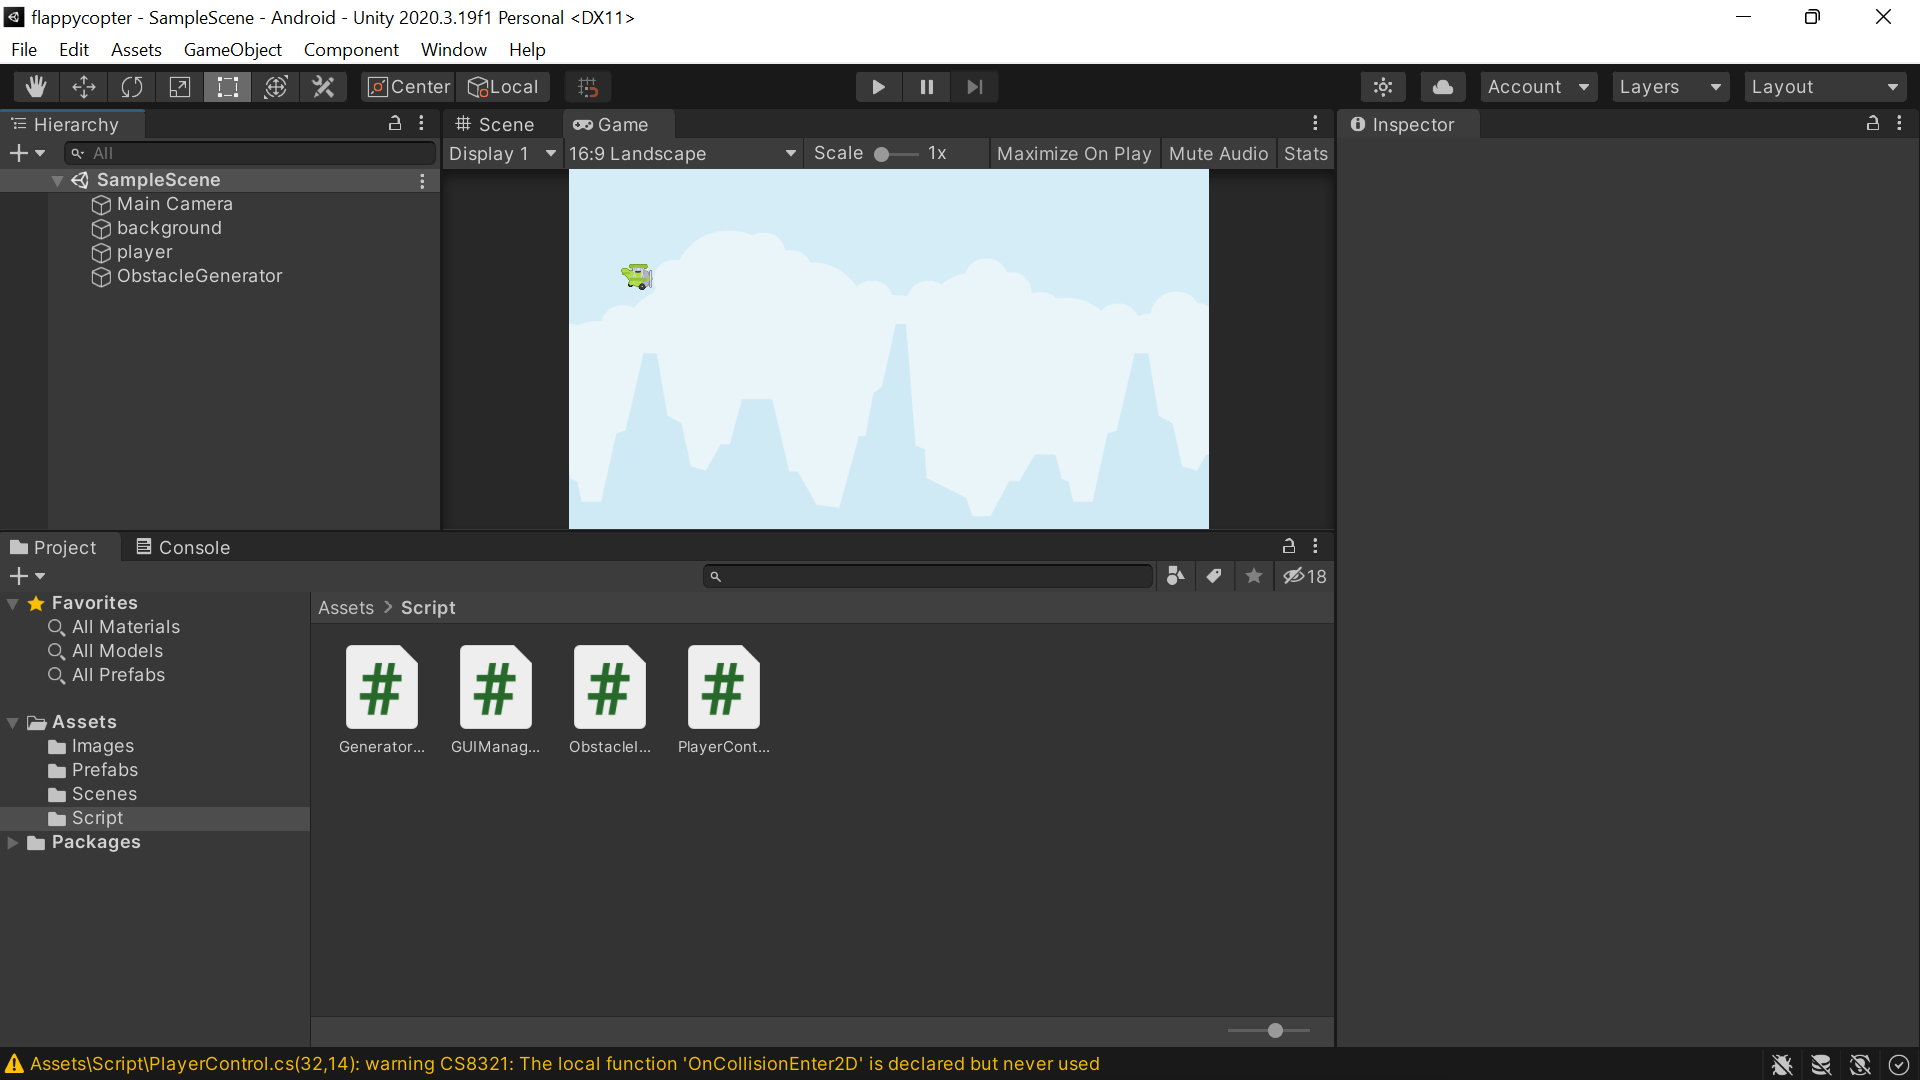 flappycopter - SampleScene - Android - Unity 2020.3.19f1 Personal <DX11>
File Edit Assets GameObject Component Window Help
Center Local Account Layers Layout
Hierarchy
All
SampleScene
Main Camera
background
player
ObstacleGenerator
Scene Game
Display 1 16:9 Landscape Scale 1x Maximize On Play Mute Audio Stats
Inspector
Project Console
18
Favorites
All Materials
All Models
All Prefabs
Assets
Images
Prefabs
Scenes
Script
Packages
Assets > Script
Generator... GUIManag... ObstacleI... PlayerCont...
Assets\Script\PlayerControl.cs(32,14): warning CS8321: The local function 'OnCollisionEnter2D' is declared but never used